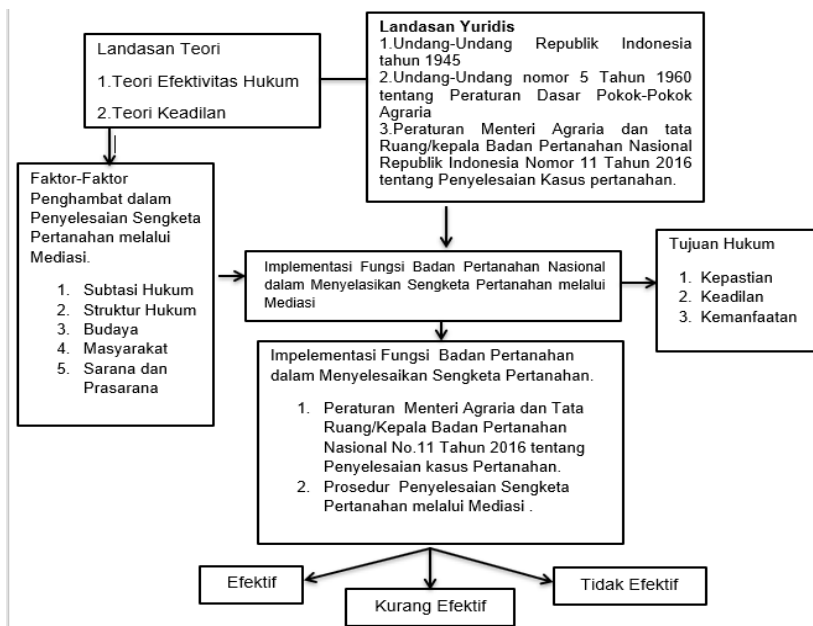 Landasan Teori
1.Teori Efektivitas Hukum
2.Teori Keadilan
Landasan Yuridis
1.Undang-Undang Republik Indonesia
tahun 1945
2.Undang-Undang nomor 5 Tahun 1960
tentang Peraturan Dasar Pokok-Pokok
Agraria
3.Peraturan Menteri Agraria dan tata
Ruang/kepala Badan Pertanahan Nasional
Republik Indonesia Nomor 11 Tahun 2016
tentang Penyelesaian Kasus pertanahan.
Faktor-Faktor
Penghambat dalam
Penyelesaian Sengketa
Pertanahan melalui
Mediasi.
1. Subtasi Hukum
2. Struktur Hukum
3. Budaya
4. Masyarakat
5. Sarana dan
Prasarana
Implementasi Fungsi Badan Pertanahan Nasional
dalam Menyelasikan Sengketa Pertanahan melalui
Mediasi
Tujuan Hukum
1. Kepastian
2. Keadilan
3. Kemanfaatan
Impelementasi Fungsi Badan Pertanahan
dalam Menyelesaikan Sengketa Pertanahan.
1. Peraturan Menteri Agraria dan Tata
Ruang/Kepala Badan Pertanahan
Nasional No.11 Tahun 2016 tentang
Penyelesaian kasus Pertanahan.
2. Prosedur Penyelesaian Sengketa
Pertanahan melalui Mediasi .
Efektif
Kurang Efektif
Tidak Efektif